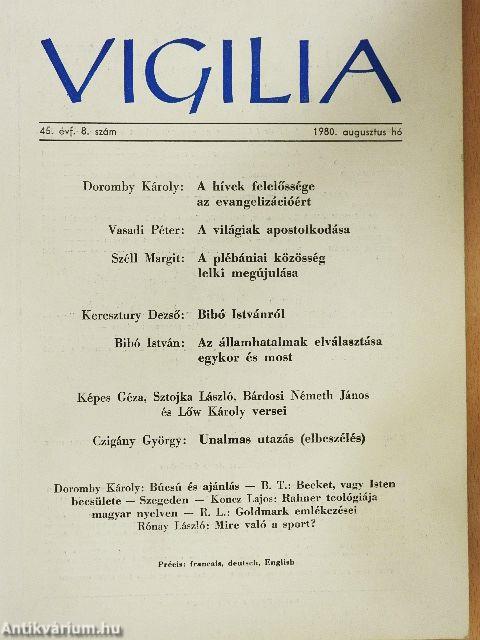 VIGILIA
45. évf. 8. szám 1980. augusztus hó
Doromby Károly: A hívek felelőssége
az evangelizációért
Vasadi Péter: A világiak apostolkodása
Széll Margit: A plébániai közösség
lelki megújulása
Keresztury Dezső: Bibó Istvánról
Bibó István: Az államhatalmak elválasztása
egykor és most
Képes Géza, Sztojka László, Bárdosi Németh János
és Lőw Károly versei
Czigány György: Unalmas utazás (elbeszélés)
Doromby Károly: Búcsú és ajánlás — B. T.: Becket, vagy Isten
becsülete — Szegeden — Koncz Lajos: Rahner teológiája
magyar nyelven — R. L.: Goldmark emlékezései
Rónay László: Mire való a sport?
Précis: francais, deutsch, English
Antikvárium.hu